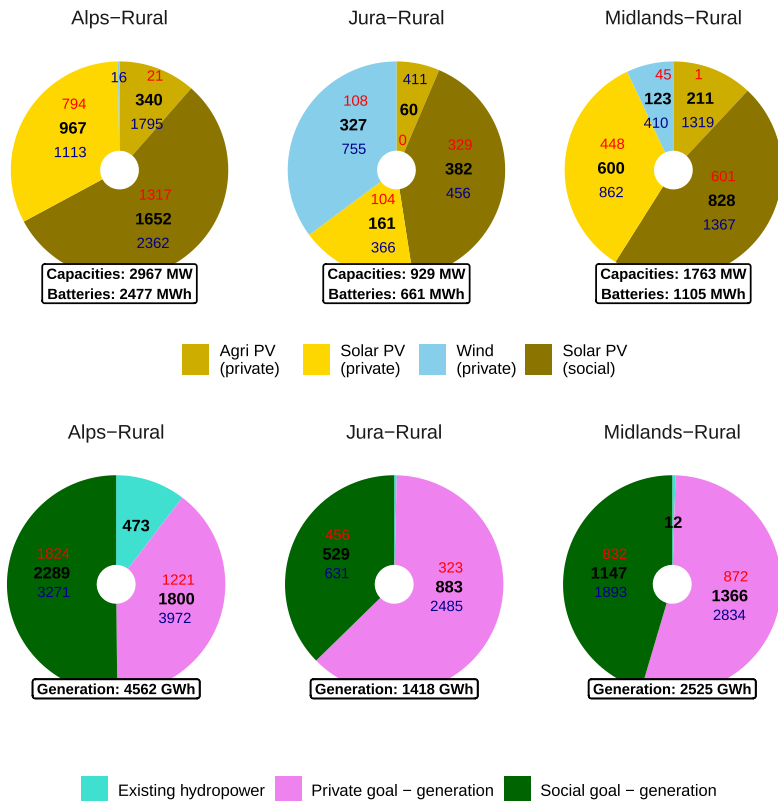 Alps−Rural
Jura−Rural
Midlands−Rural
16
21
340
1795
794
967
1113
1317
1652
2362
Capacities: 2967 MW
Batteries: 2477 MWh
411
60
0
108
327
755
329
382
456
104
161
366
Capacities: 929 MW
Batteries: 661 MWh
45
123
410
1
211
1319
448
600
862
601
828
1367
Capacities: 1763 MW
Batteries: 1105 MWh
Agri PV
(private)
Solar PV
(private)
Wind
(private)
Solar PV
(social)
Alps−Rural
Jura−Rural
Midlands−Rural
473
1624
2289
3271
1221
1800
3972
Generation: 4562 GWh
456
529
631
323
883
2485
Generation: 1418 GWh
12
832
1147
1893
872
1366
2834
Generation: 2525 GWh
Existing hydropower
Private goal − generation
Social goal − generation